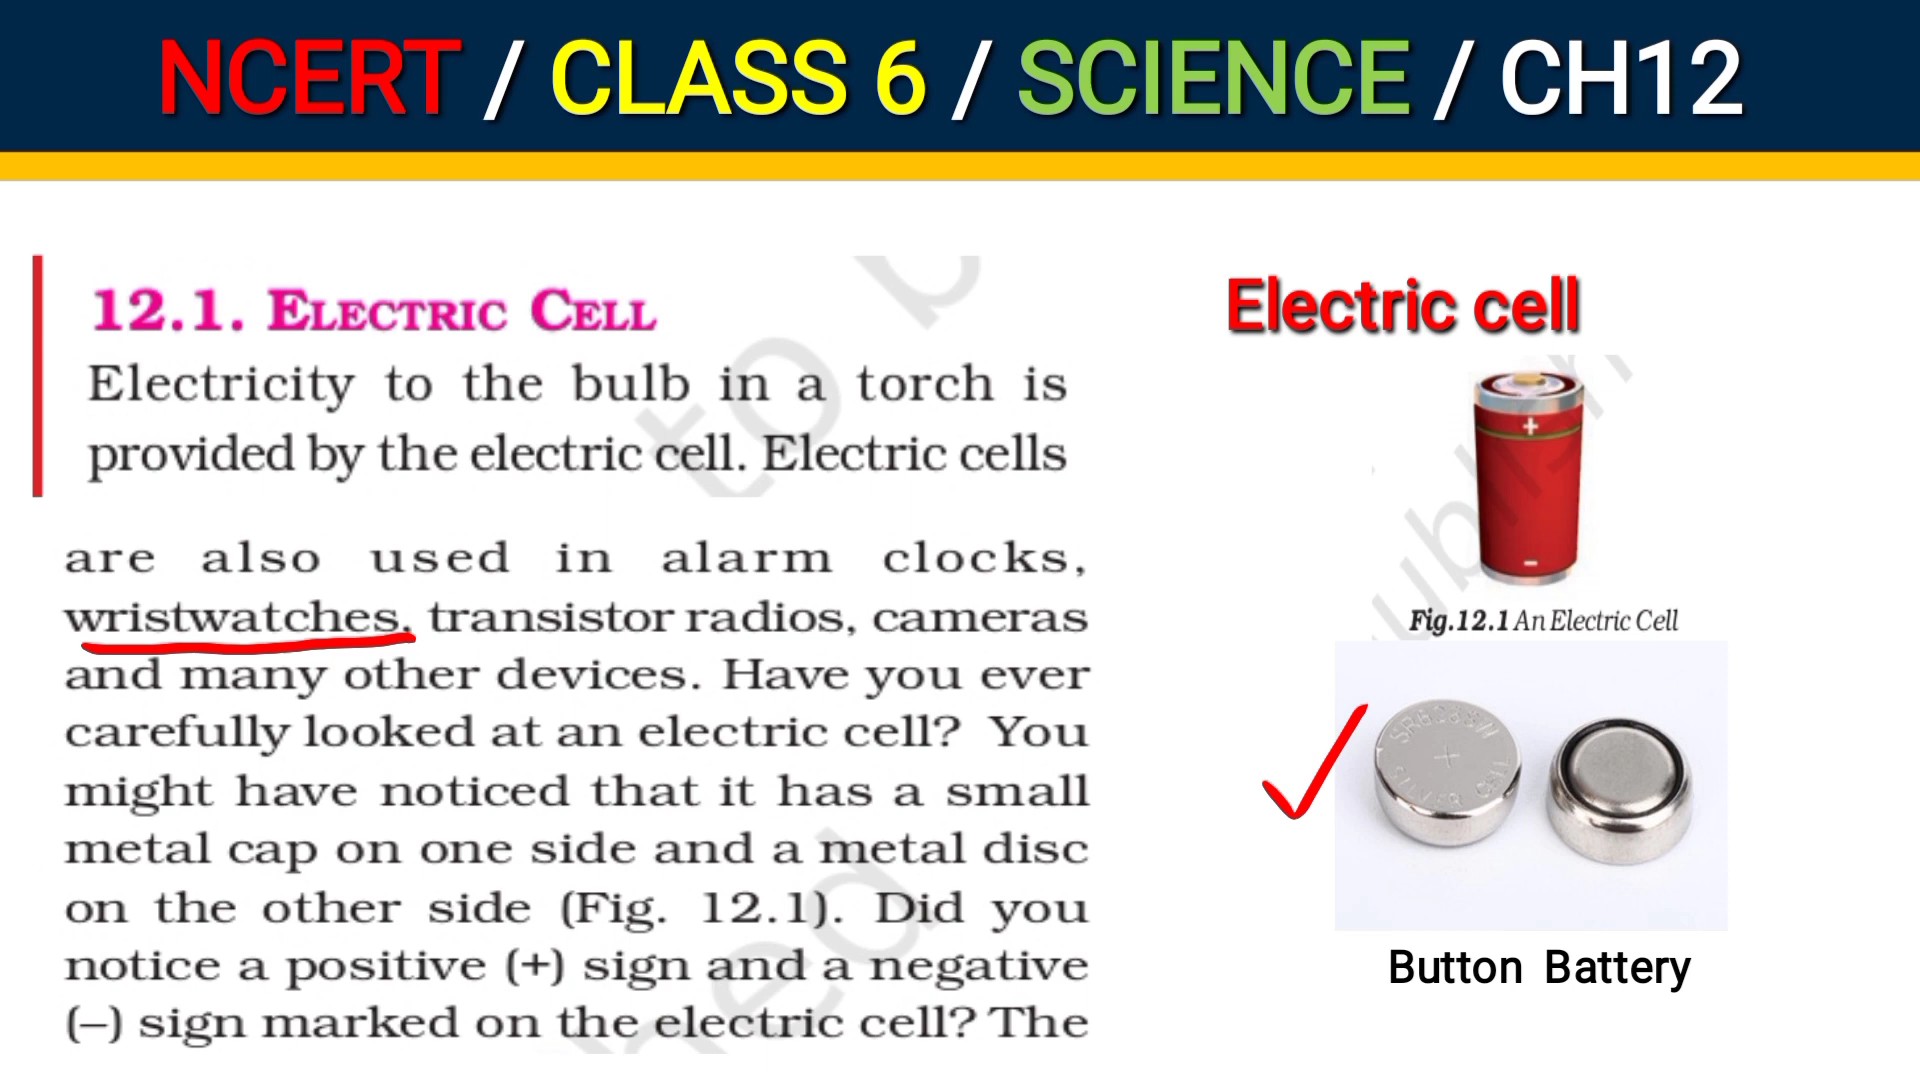 NCERT / CLASS 6 / SCIENCE / CH12
12.1. ELECTRIC CELL
Electricity to the bulb in a torch is
provided by the electric cell. Electric cells
are also used in alarm clocks,
wristwatches, transistor radios, cameras
and many other devices. Have you ever
carefully looked at an electric cell? You
might have noticed that it has a small
metal cap on one side and a metal disc
on the other side (Fig. 12.1). Did you
notice a positive (+) sign and a negative
(–) sign marked on the electric cell? The
Electric cell
+
-
Fig.12.1 An Electric Cell
+
SILVER CELL
Button Battery
to b